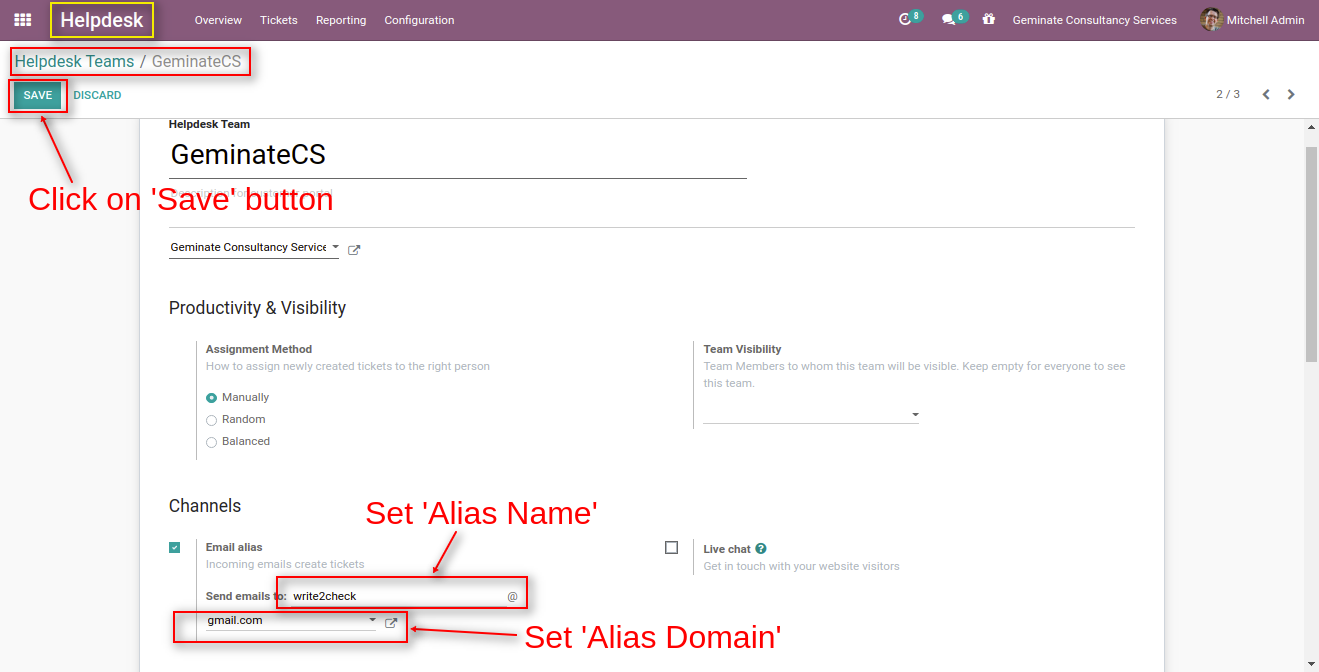 Helpdesk Overview Tickets Reporting Configuration 8 6 Geminate Consultancy Services Mitchell Admin
Helpdesk Teams / GeminateCS
SAVE DISCARD 2 / 3
Helpdesk Team
GeminateCS
Description for customer portal
Click on 'Save' button
Geminate Consultancy Service
Productivity & Visibility
Assignment Method Team Visibility
How to assign newly created tickets to the right person Team Members to whom this team will be visible. Keep empty for everyone to see
this team.
Manually
Random
Balanced
Channels
Set 'Alias Name'
Email alias Live chat ?
Incoming emails create tickets Get in touch with your website visitors
Send emails to: write2check @
gmail.com
Set 'Alias Domain'